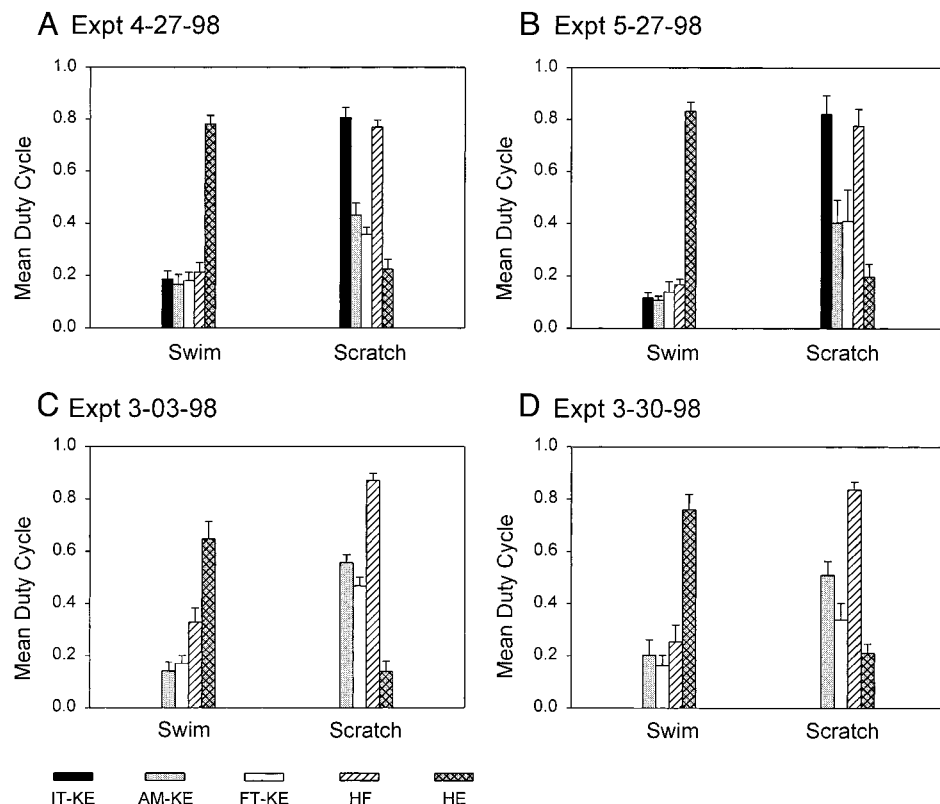 A Expt 4-27-98
B Expt 5-27-98
Mean Duty Cycle
1.0
0.8
0.6
0.4
0.2
0.0
Swim Scratch
Mean Duty Cycle
1.0
0.8
0.6
0.4
0.2
0.0
Swim Scratch
C Expt 3-03-98
D Expt 3-30-98
Mean Duty Cycle
1.0
0.8
0.6
0.4
0.2
0.0
Swim Scratch
Mean Duty Cycle
1.0
0.8
0.6
0.4
0.2
0.0
Swim Scratch
IT-KE AM-KE FT-KE HF HE